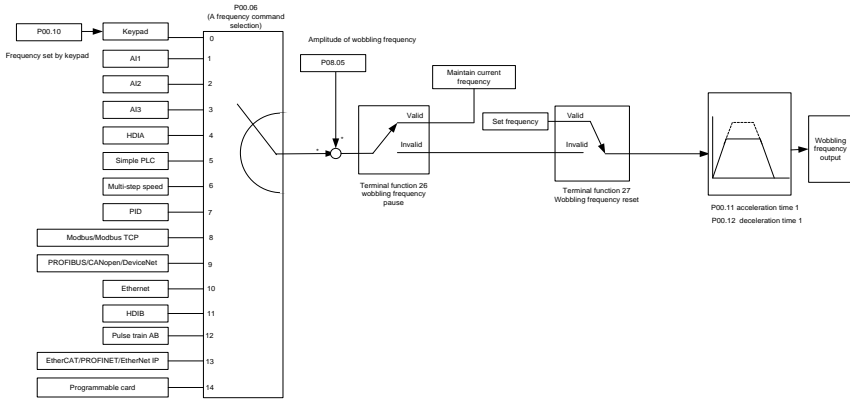 P00.06
(A frequency command
selection)
P00.10
Keypad
0
Frequency set by keypad
AI1
1
AI2
2
AI3
3
HDIA
4
Simple PLC
5
Multi-step speed
6
PID
7
Modbus/Modbus TCP
8
PROFIBUS/CANopen/DeviceNet
9
Ethernet
10
HDIB
11
Pulse train AB
12
EtherCAT/PROFINET/EtherNet IP
13
Programmable card
14
Amplitude of wobbling frequency
P08.05
+
+
Maintain current
frequency
Valid
Invalid
Terminal function 26
wobbling frequency
pause
Set frequency
Valid
Invalid
Terminal function 27
Wobbling frequency reset
P00.11 acceleration time 1
P00.12 deceleration time 1
Wobbling
frequency
output